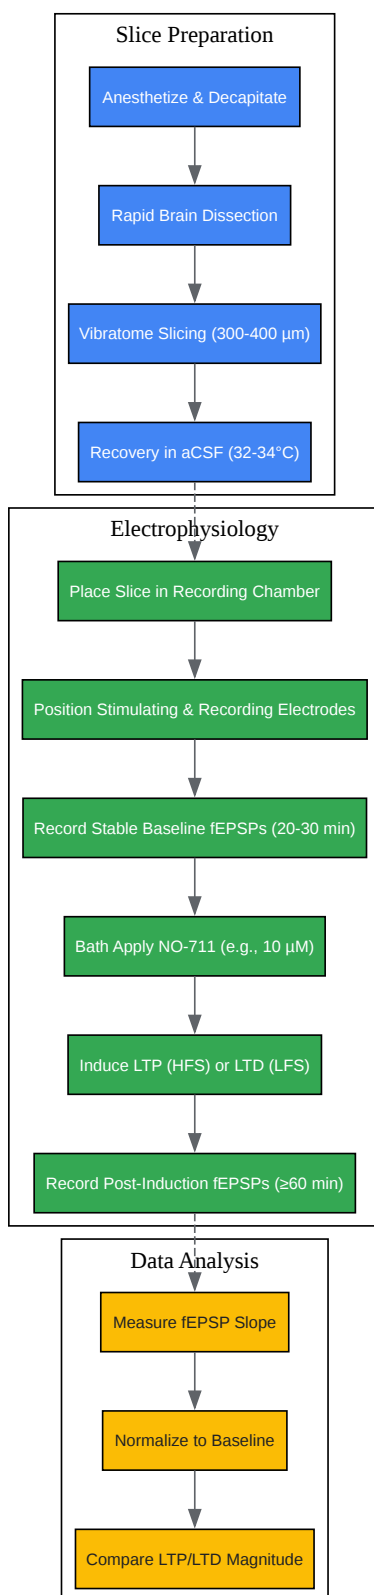 Slice Preparation
Anesthetize & Decapitate
Rapid Brain Dissection
Vibratome Slicing (300-400 µm)
Recovery in aCSF (32-34°C)
Electrophysiology
Place Slice in Recording Chamber
Position Stimulating & Recording Electrodes
Record Stable Baseline fEPSPs (20-30 min)
Bath Apply NO-711 (e.g., 10 µM)
Induce LTP (HFS) or LTD (LFS)
Record Post-Induction fEPSPs (≥60 min)
Data Analysis
Measure fEPSP Slope
Normalize to Baseline
Compare LTP/LTD Magnitude